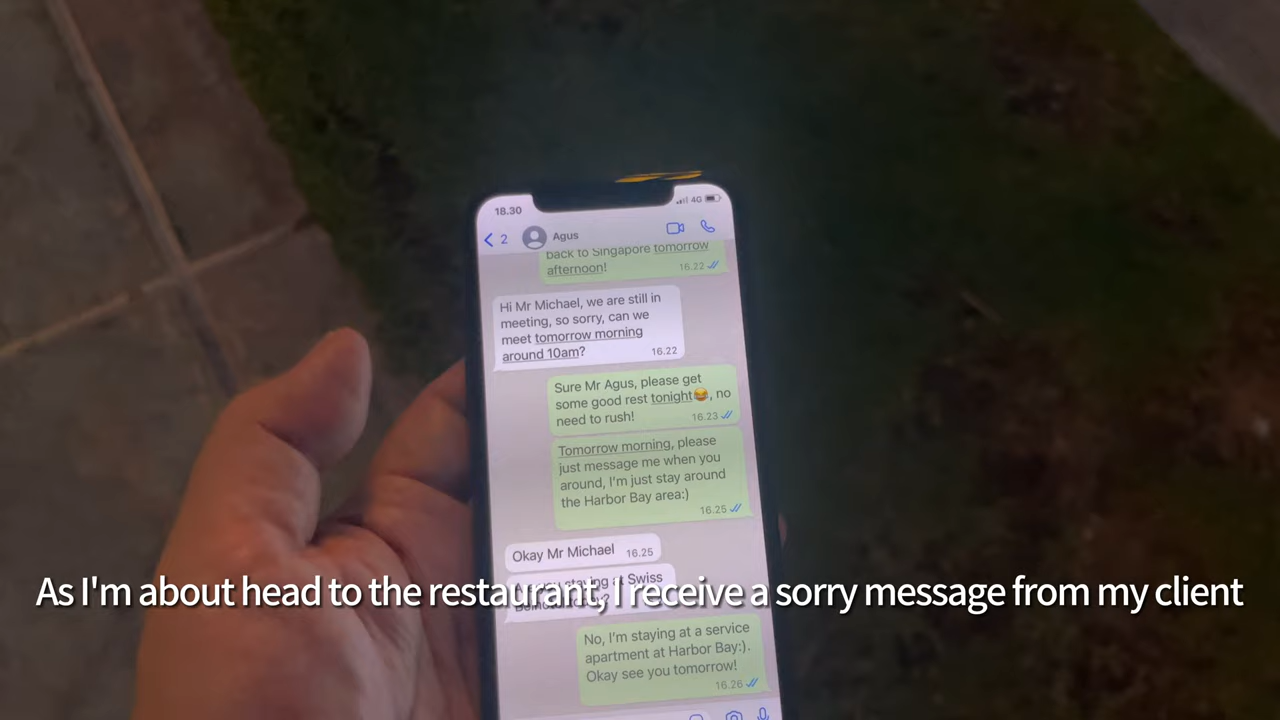 18.30
4G
2
Agus
back to Singapore tomorrow
afternoon!
16.22
Hi Mr Michael, we are still in
meeting, so sorry, can we
meet tomorrow morning
around 10am?
16.22
Sure Mr Agus, please get
some good rest tonight😂, no
need to rush!
16.23
Tomorrow morning, please
just message me when you
around, I'm just stay around
the Harbor Bay area:)
16.25
Okay Mr Michael
16.25
staying at Swiss
As I'm about head to the restaurant, I receive a sorry message from my client
No, I'm staying at a service
apartment at Harbor Bay:).
Okay see you tomorrow!
16.26